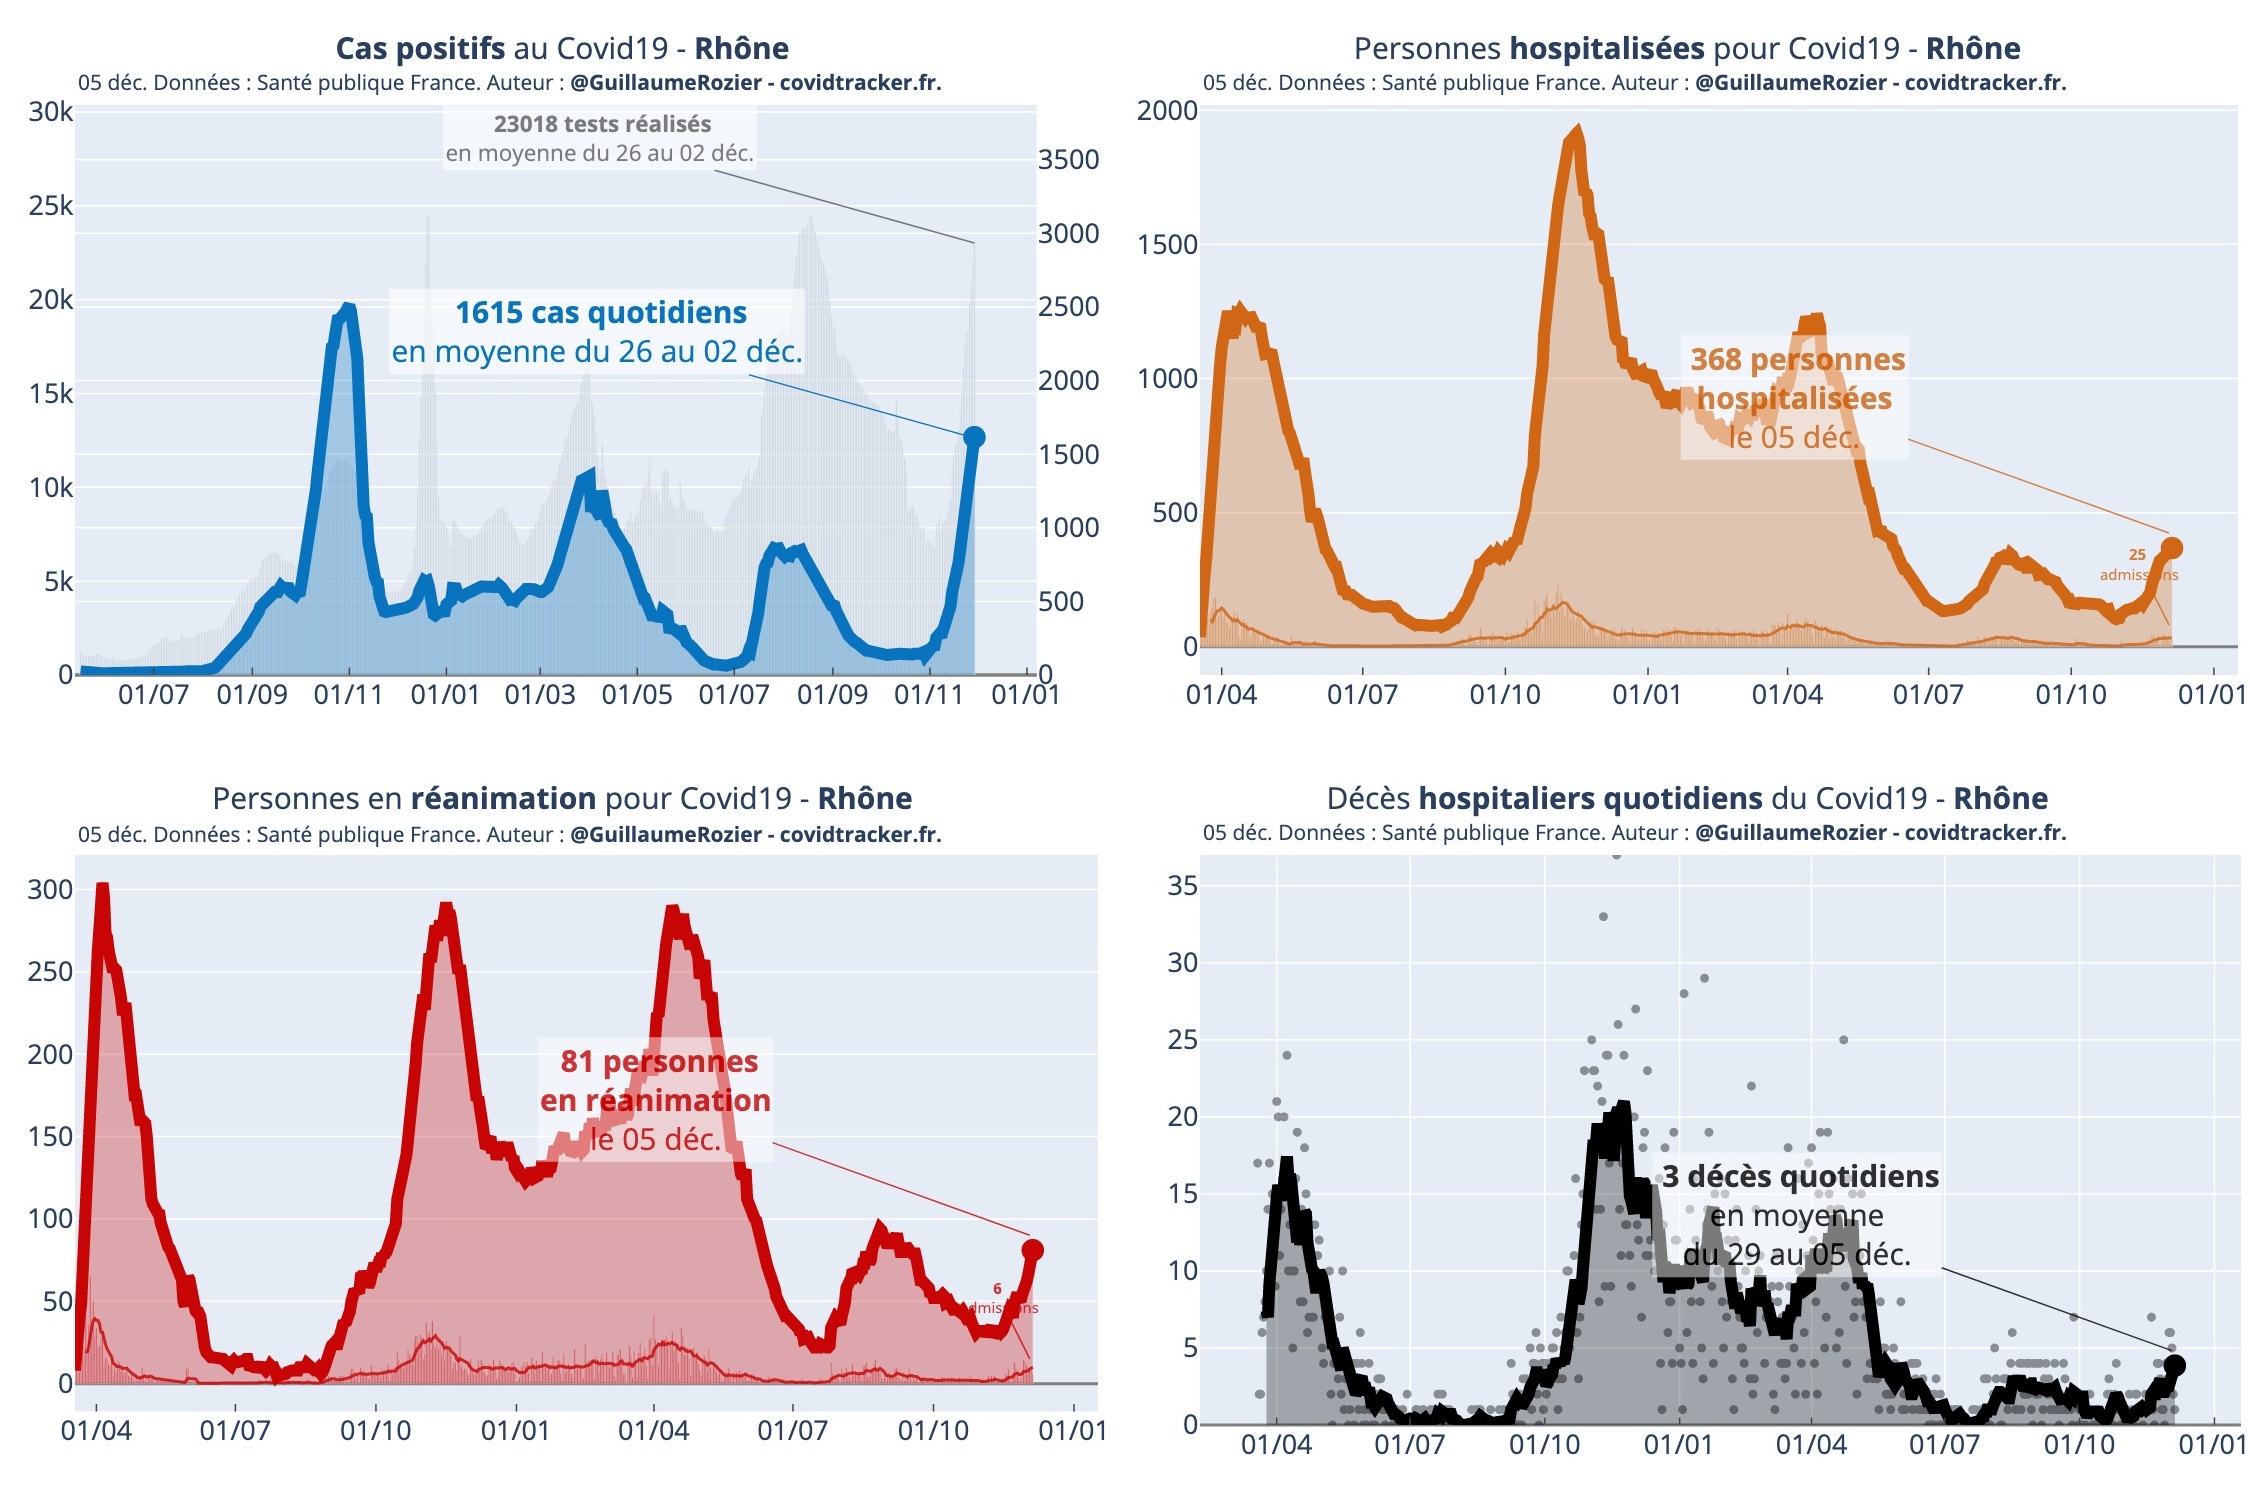 Cas positifs au Covid19 - Rhône
05 déc. Données : Santé publique France. Auteur : @GuillaumeRozier - covidtracker.fr.
30k
25k
20k
15k
10k
5k
0
3500
3000
2500
2000
1500
1000
500
0
23018 tests réalisés
en moyenne du 26 au 02 déc.
1615 cas quotidiens
en moyenne du 26 au 02 déc.
01/07 01/09 01/11 01/01 01/03 01/05 01/07 01/09 01/11 01/01
Personnes hospitalisées pour Covid19 - Rhône
05 déc. Données : Santé publique France. Auteur : @GuillaumeRozier - covidtracker.fr.
2000
1500
1000
500
0
368 personnes
hospitalisées
le 05 déc.
25
admissions
01/04 01/07 01/10 01/01 01/04 01/07 01/10 01/01
Personnes en réanimation pour Covid19 - Rhône
05 déc. Données : Santé publique France. Auteur : @GuillaumeRozier - covidtracker.fr.
300
250
200
150
100
50
0
81 personnes
en réanimation
le 05 déc.
6
admissions
01/04 01/07 01/10 01/01 01/04 01/07 01/10 01/01
Décès hospitaliers quotidiens du Covid19 - Rhône
05 déc. Données : Santé publique France. Auteur : @GuillaumeRozier - covidtracker.fr.
35
30
25
20
15
10
5
0
3 décès quotidiens
en moyenne
du 29 au 05 déc.
01/04 01/07 01/10 01/01 01/04 01/07 01/10 01/01